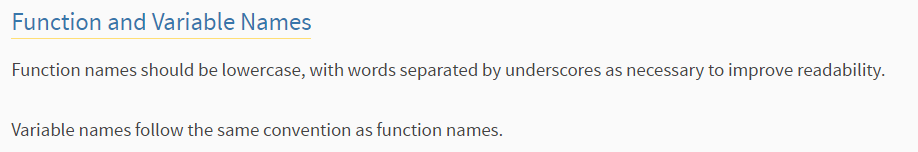 Function and Variable Names
Function names should be lowercase, with words separated by underscores as necessary to improve readability.
Variable names follow the same convention as function names.